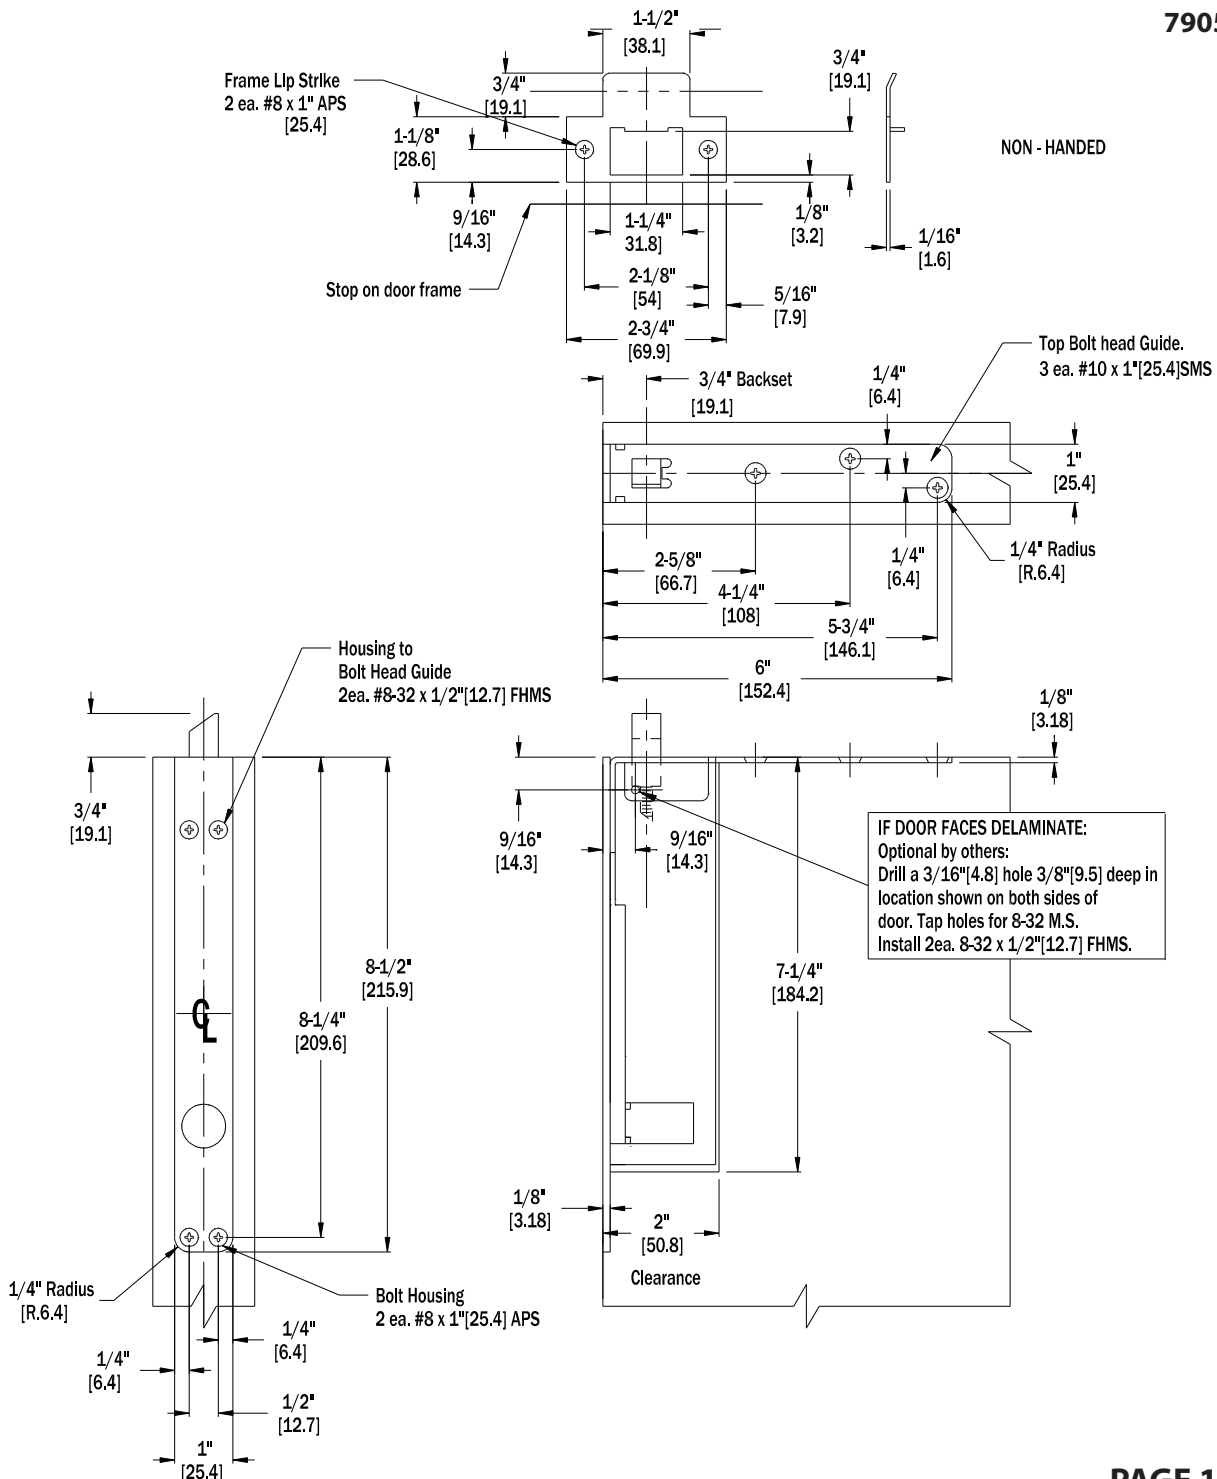 7905
1-1/2"
[38.1]
Frame Lip Strike
2 ea. #8 x 1" APS
[25.4]
3/4"
[19.1]
3/4"
[19.1]
1-1/8"
[28.6]
NON - HANDED
9/16"
[14.3]
1-1/4"
31.8]
1/8"
[3.2]
1/16"
[1.6]
Stop on door frame
2-1/8"
[54]
5/16"
[7.9]
2-3/4"
[69.9]
3/4" Backset
[19.1]
1/4"
[6.4]
Top Bolt head Guide.
3 ea. #10 x 1"[25.4]SMS
1"
[25.4]
2-5/8"
[66.7]
1/4"
[6.4]
1/4" Radius
[R.6.4]
4-1/4"
[108]
5-3/4"
[146.1]
6"
[152.4]
Housing to
Bolt Head Guide
2ea. #8-32 x 1/2"[12.7] FHMS
1/8"
[3.18]
3/4"
[19.1]
9/16"
[14.3]
9/16"
[14.3]
IF DOOR FACES DELAMINATE:
Optional by others:
Drill a 3/16"[4.8] hole 3/8"[9.5] deep in
location shown on both sides of
door. Tap holes for 8-32 M.S.
Install 2ea. 8-32 x 1/2"[12.7] FHMS.
8-1/2"
[215.9]
7-1/4"
[184.2]
CL
8-1/4"
[209.6]
1/8"
[3.18]
2"
[50.8]
Clearance
1/4" Radius
[R.6.4]
Bolt Housing
2 ea. #8 x 1"[25.4] APS
1/4"
[6.4]
1/4"
[6.4]
1/2"
[12.7]
1"
[25.4]
PAGE 1